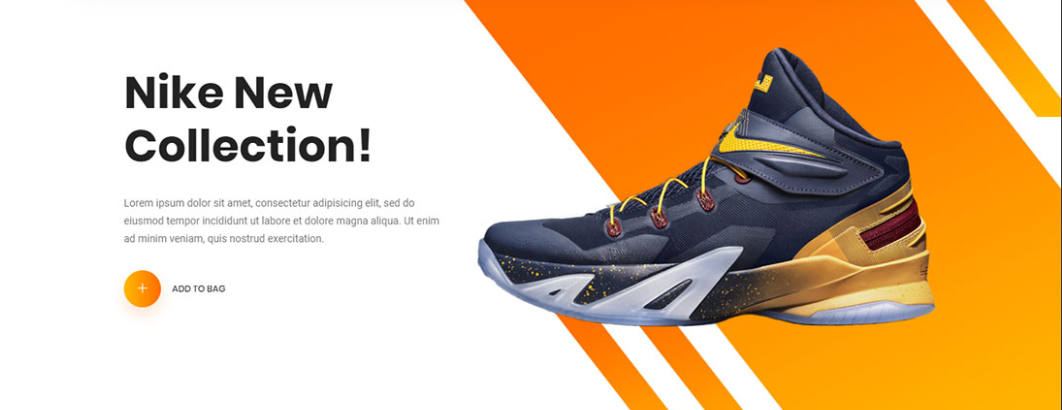 Nike New
Collection!
Lorem ipsum dolor sit amet, consectetur adipisicing elit, sed do
eiusmod tempor incididunt ut labore et dolore magna aliqua. Ut enim
ad minim veniam, quis nostrud exercitation.
+ ADD TO BAG